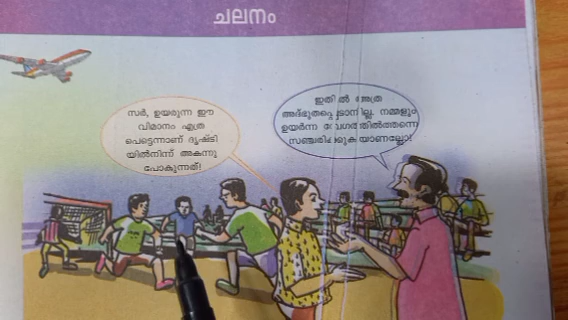 ചലനം
സർ, ഉയരുന്ന ഈ
വിമാനം എത്ര
പെട്ടെന്നാണ് ദൃഷ്ടി
യിൽനിന്ന് അകന്നു
പോകുന്നത്!
ഇതിൽ അത്ര
അദ്ഭുതപ്പെടാനില്ല. നമ്മളും
ഉയർന്ന വേഗത്തിൽത്തന്നെ
സഞ്ചരിക്കുകയാണല്ലോ!